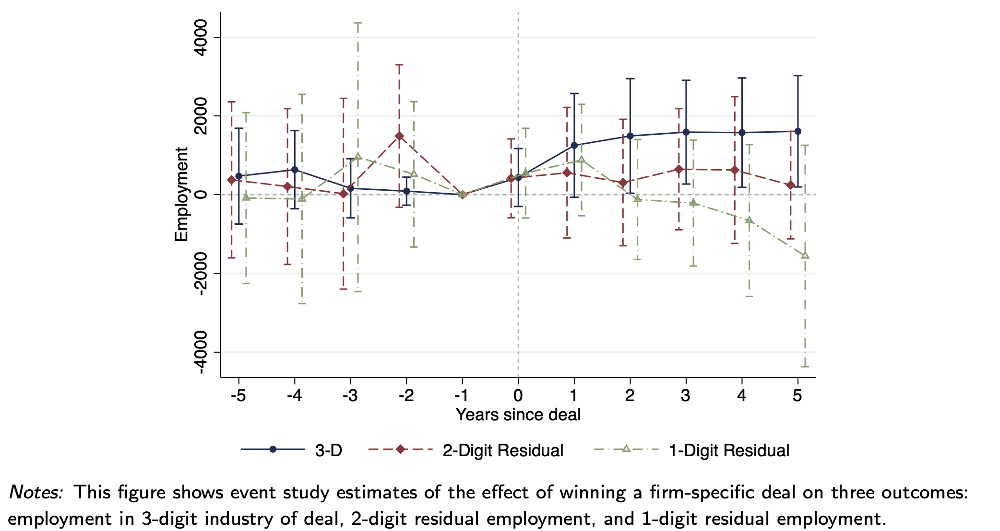 4000
2000
0
-2000
-4000
Employment
-5 -4 -3 -2 -1 0 1 2 3 4 5
Years since deal
3-D 2-Digit Residual 1-Digit Residual
Notes: This figure shows event study estimates of the effect of winning a firm-specific deal on three outcomes:
employment in 3-digit industry of deal, 2-digit residual employment, and 1-digit residual employment.